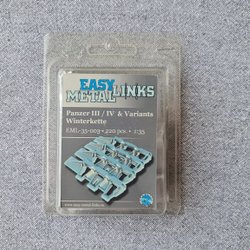 EASY
METAL LINKS
Panzer III / IV & Variants
Winterkette
EML-35-003 • 220 pcs. • 1:35